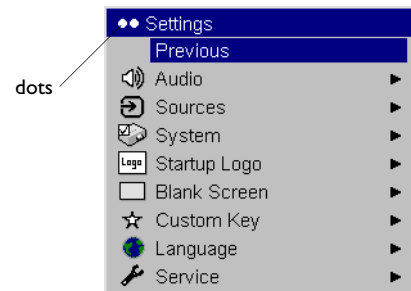 Settings
Previous
dots
Audio
Sources
System
Logo Startup Logo
Blank Screen
Custom Key
Language
Service